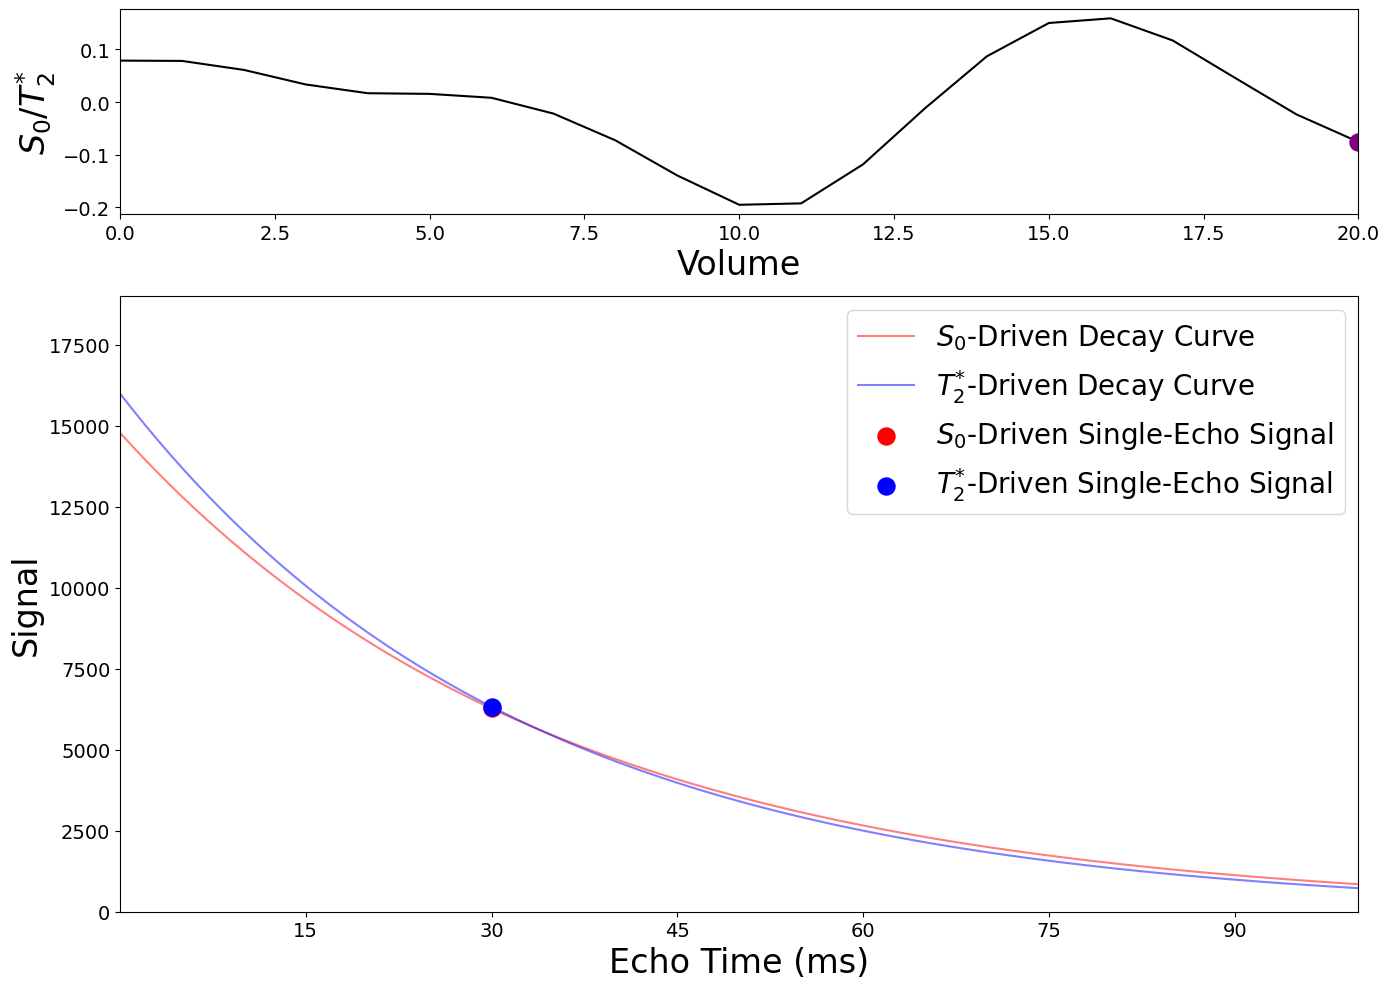 S₀/T₂*
0.1
0.0
−0.1
−0.2
0.0 2.5 5.0 7.5 10.0 12.5 15.0 17.5 20.0
Volume
Signal
17500
15000
12500
10000
7500
5000
2500
0
S₀-Driven Decay Curve
T₂*-Driven Decay Curve
S₀-Driven Single-Echo Signal
T₂*-Driven Single-Echo Signal
15 30 45 60 75 90
Echo Time (ms)